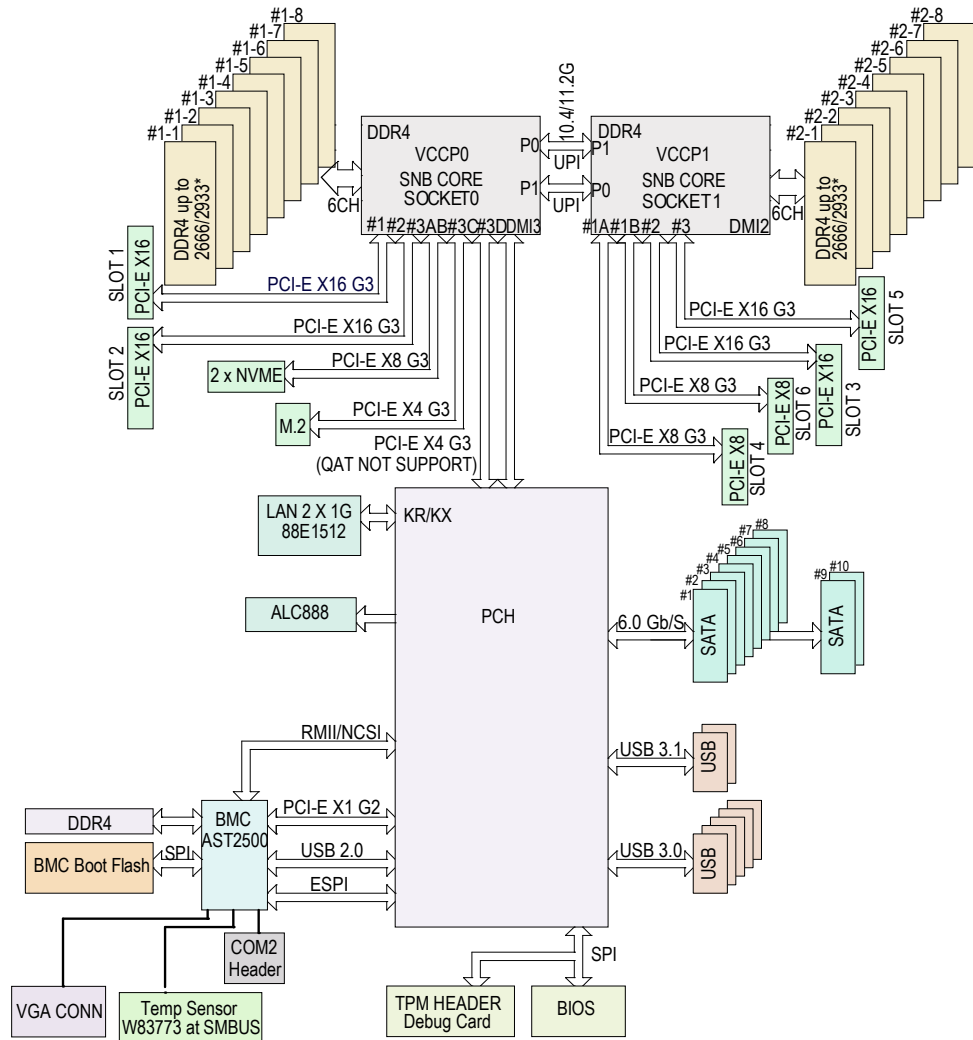 #1-8
#1-7
#1-6
#1-5
#1-4
#1-3
#1-2
#1-1
DDR4 up to
2666/2933*
6CH
DDR4
VCCP0
SNB CORE
SOCKET0
P0
P1
#1 #2 #3AB #3C #3D DMI3
10.4/11.2G
UPI
UPI
DDR4
P1
P0
VCCP1
SNB CORE
SOCKET1
#1A #1B #2 #3 DMI2
6CH
#2-8
#2-7
#2-6
#2-5
#2-4
#2-3
#2-2
#2-1
DDR4 up to
2666/2933*
SLOT 1
PCI-E X16
PCI-E X16 G3
SLOT 2
PCI-E X16
PCI-E X16 G3
2 x NVME
PCI-E X8 G3
M.2
PCI-E X4 G3
PCI-E X4 G3
(QAT NOT SUPPORT)
PCI-E X16 G3
PCI-E X16
SLOT 5
PCI-E X16 G3
PCI-E X16
SLOT 3
PCI-E X8 G3
PCI-E X8
SLOT 6
PCI-E X8 G3
PCI-E X8
SLOT 4
LAN 2 X 1G
88E1512
KR/KX
ALC888
PCH
6.0 Gb/S
#1
#2
#3
#4
#5
#6
#7
#8
SATA
#9
#10
SATA
RMII/NCSI
USB 3.1
USB
DDR4
BMC
AST2500
PCI-E X1 G2
BMC Boot Flash
SPI
USB 2.0
USB 3.0
USB
ESPI
COM2
Header
VGA CONN
Temp Sensor
W83773 at SMBUS
SPI
TPM HEADER
Debug Card
BIOS